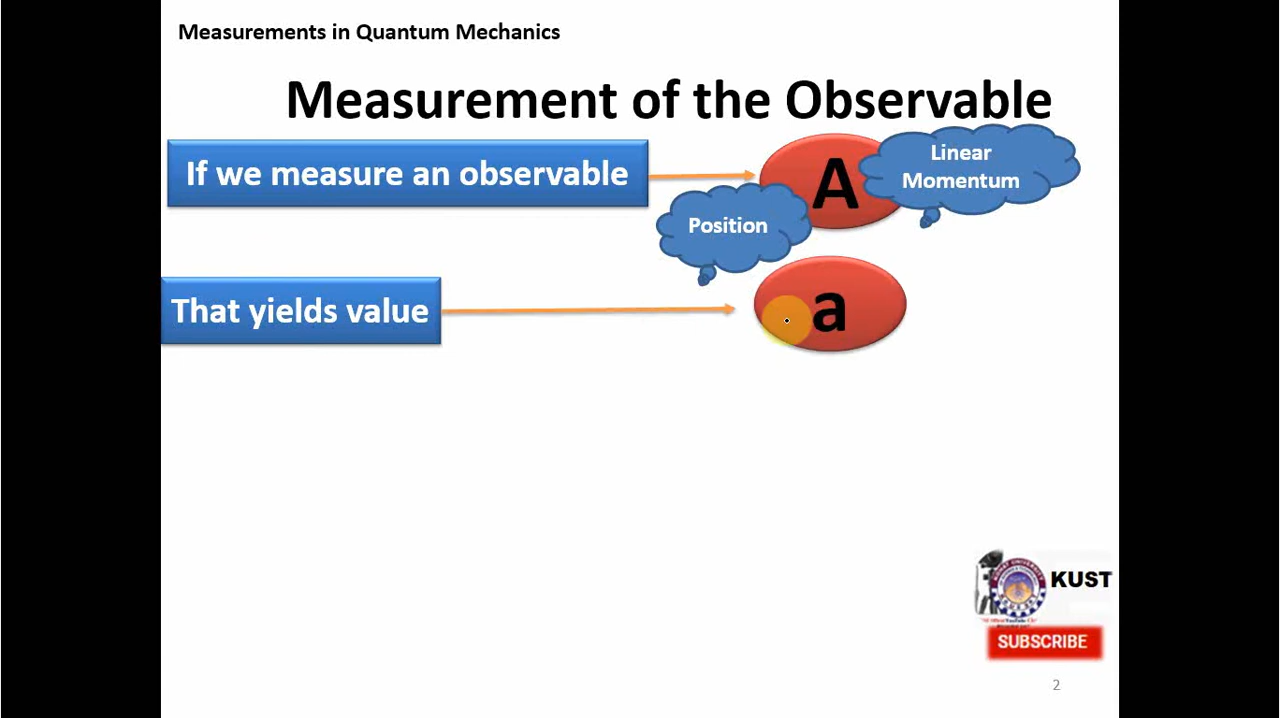 Measurements in Quantum Mechanics
Measurement of the Observable
If we measure an observable
A
Linear
Momentum
Position
That yields value
a
KUST
SUBSCRIBE
2